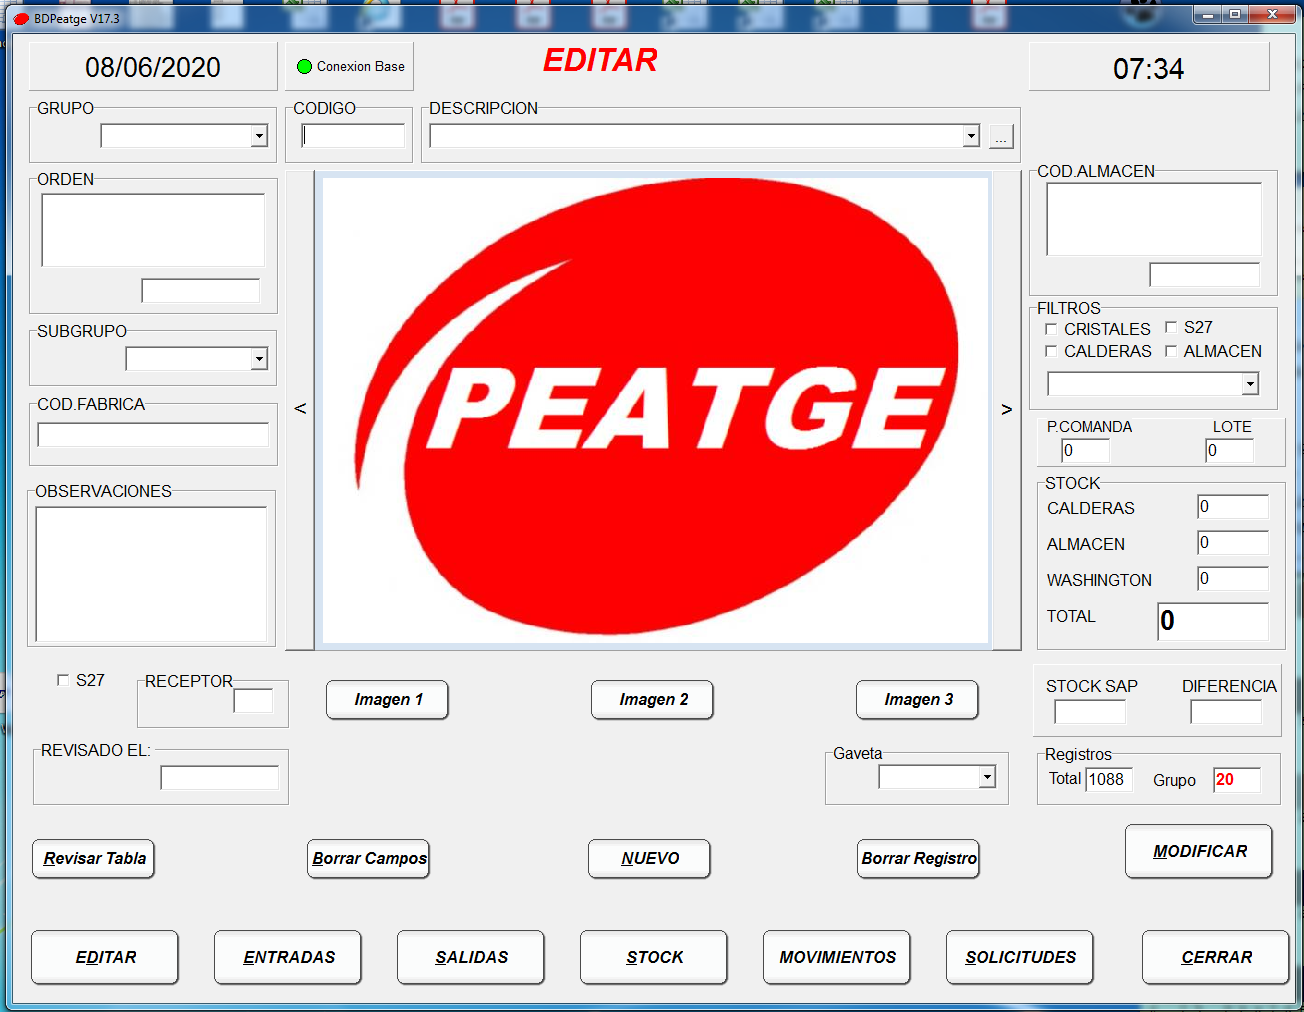 BDPeatge V17.3
08/06/2020
Conexion Base
EDITAR
07:34
GRUPO
CODIGO
DESCRIPCION
...
ORDEN
COD.ALMACEN
SUBGRUPO
FILTROS
CRISTALES
S27
CALDERAS
ALMACEN
COD.FABRICA
<
PEATGE
>
P.COMANDA
LOTE
0
0
OBSERVACIONES
STOCK
CALDERAS 0
ALMACEN 0
WASHINGTON 0
TOTAL 0
S27
RECEPTOR
Imagen 1
Imagen 2
Imagen 3
STOCK SAP
DIFERENCIA
REVISADO EL:
Gaveta
Registros
Total 1088 Grupo 20
Revisar Tabla
Borrar Campos
NUEVO
Borrar Registro
MODIFICAR
EDITAR
ENTRADAS
SALIDAS
STOCK
MOVIMIENTOS
SOLICITUDES
CERRAR